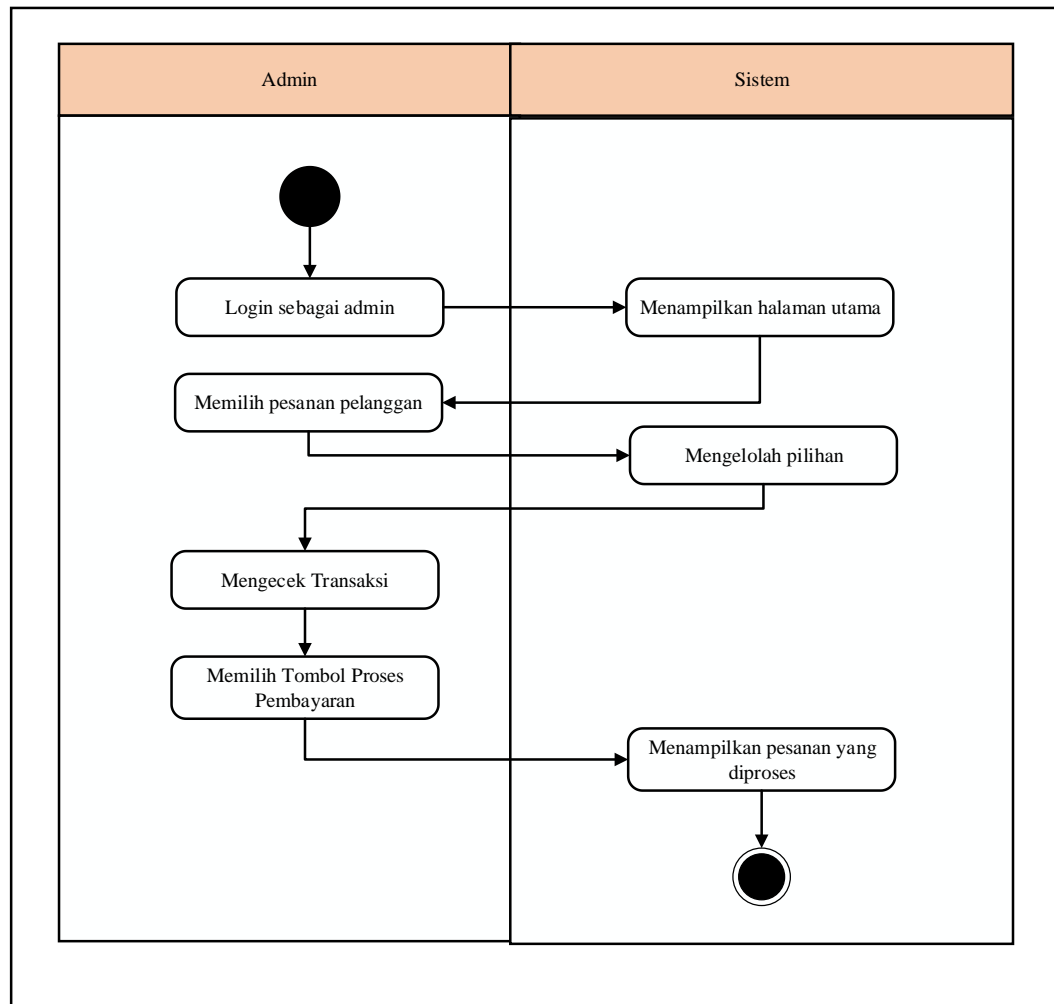 Admin
Sistem
Login sebagai admin
Menampilkan halaman utama
Memilih pesanan pelanggan
Mengelolah pilihan
Mengecek Transaksi
Memilih Tombol Proses
Pembayaran
Menampilkan pesanan yang
diproses